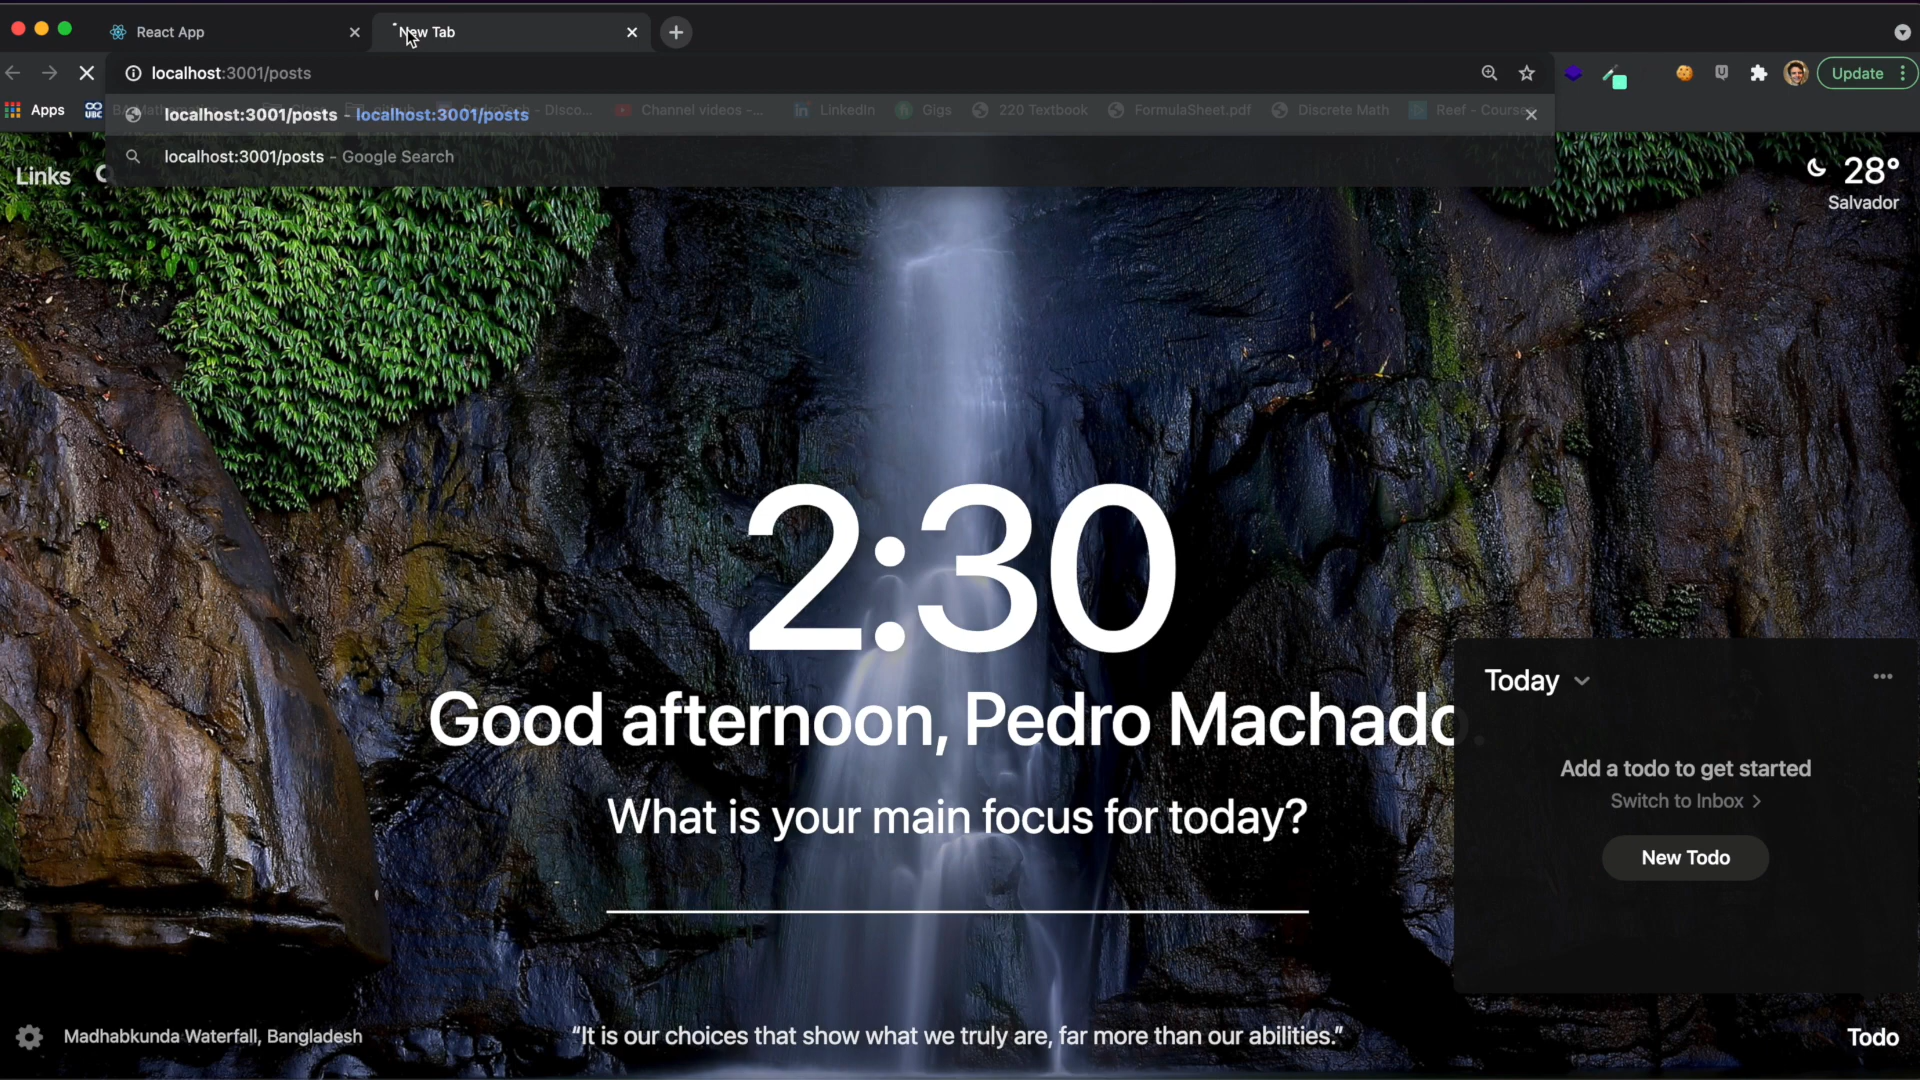 React App
New Tab
localhost:3001/posts
Update
Apps
UBC
Disco...
Channel videos -...
LinkedIn
Gigs
220 Textbook
FormulaSheet.pdf
Discrete Math
Reef - Course
localhost:3001/posts - localhost:3001/posts
localhost:3001/posts - Google Search
Links
28°
Salvador
2:30
Good afternoon, Pedro Machado.
What is your main focus for today?
Today
Add a todo to get started
Switch to Inbox >
New Todo
Madhabkunda Waterfall, Bangladesh
“It is our choices that show what we truly are, far more than our abilities.”
Todo